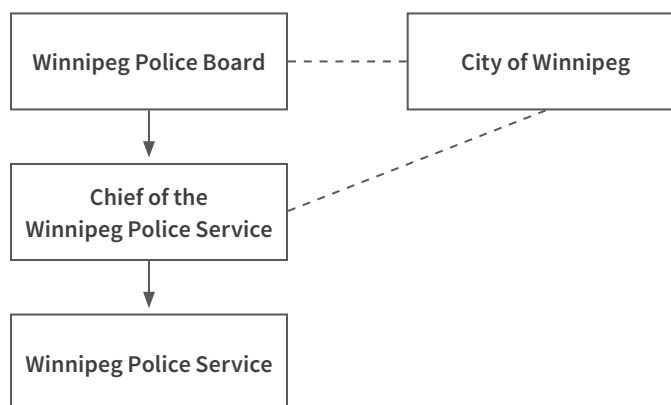 Winnipeg Police Board
City of Winnipeg
Chief of the
Winnipeg Police Service
Winnipeg Police Service